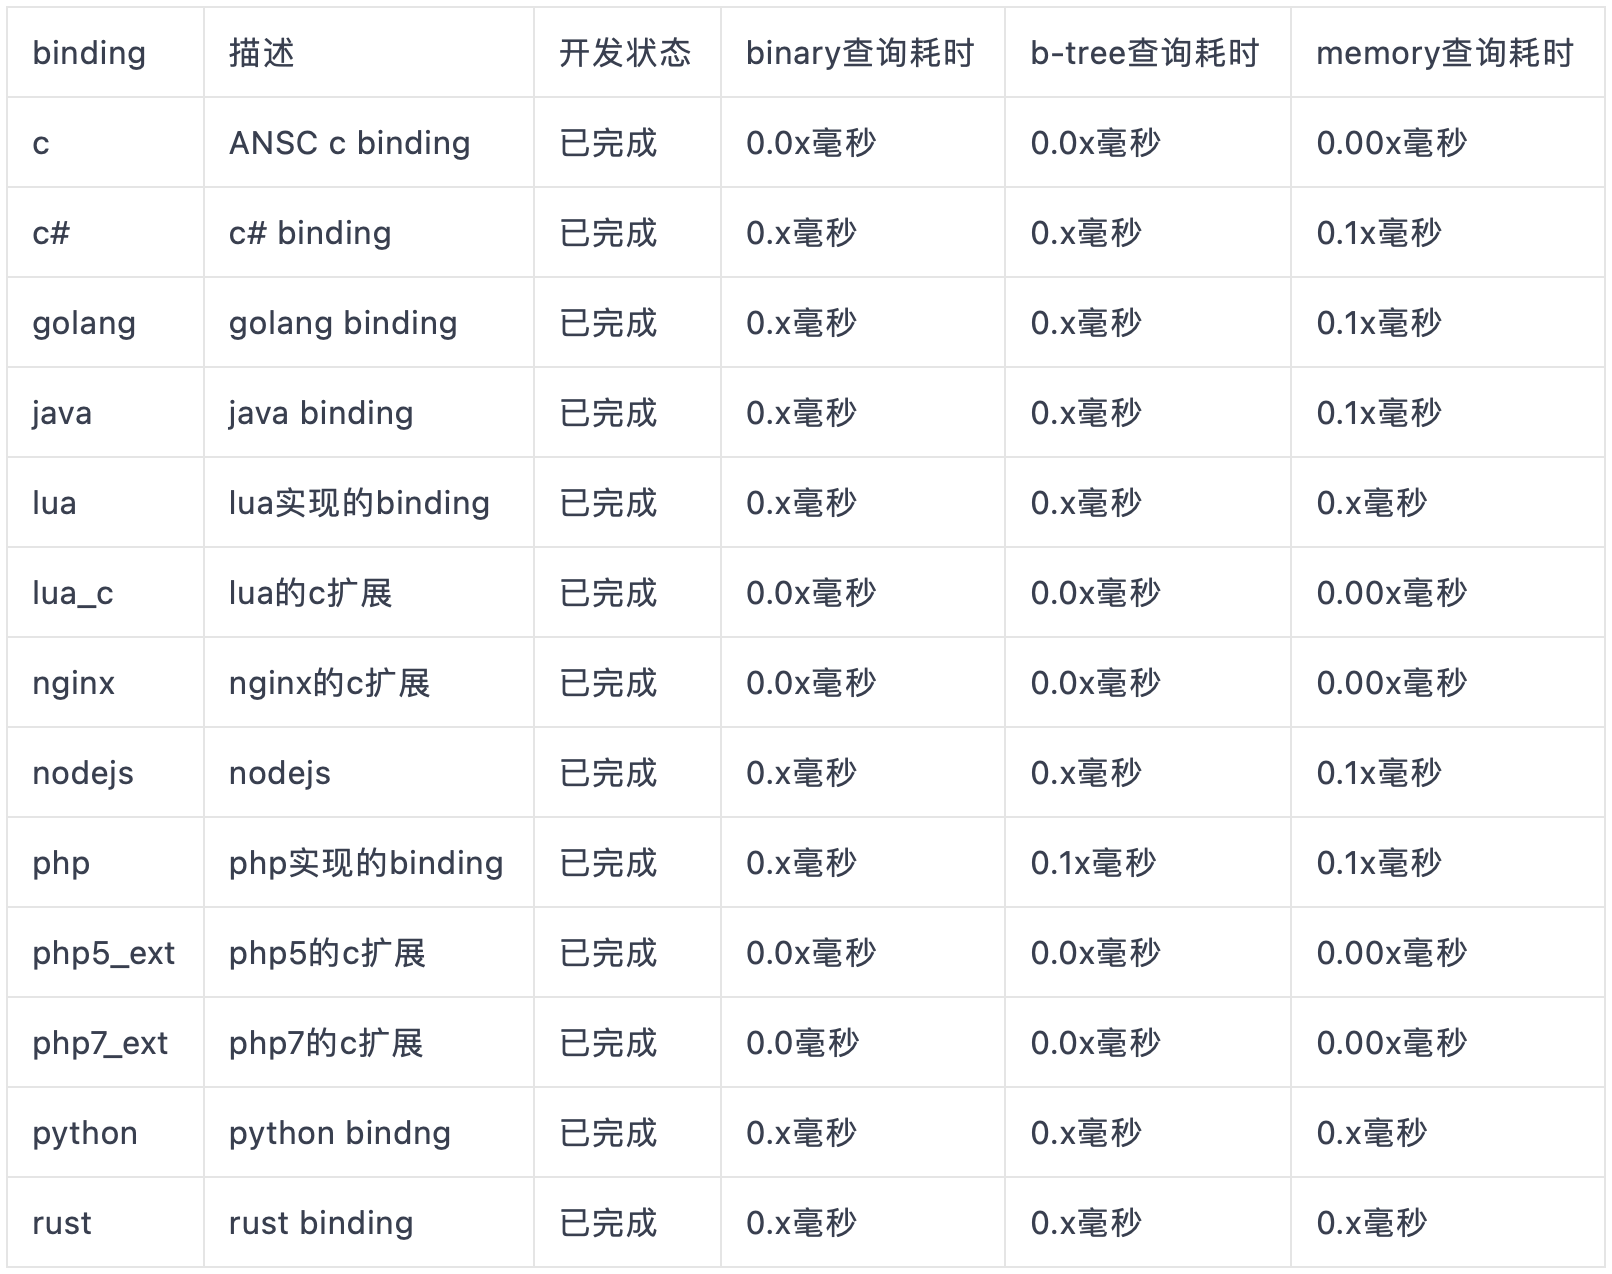 binding 描述 开发状态 binary查询耗时 b-tree查询耗时 memory查询耗时
c ANSC c binding 已完成 0.0x毫秒 0.0x毫秒 0.00x毫秒
c# c# binding 已完成 0.x毫秒 0.x毫秒 0.1x毫秒
golang golang binding 已完成 0.x毫秒 0.x毫秒 0.1x毫秒
java java binding 已完成 0.x毫秒 0.x毫秒 0.1x毫秒
lua lua实现的binding 已完成 0.x毫秒 0.x毫秒 0.x毫秒
lua_c lua的c扩展 已完成 0.0x毫秒 0.0x毫秒 0.00x毫秒
nginx nginx的c扩展 已完成 0.0x毫秒 0.0x毫秒 0.00x毫秒
nodejs nodejs 已完成 0.x毫秒 0.x毫秒 0.1x毫秒
php php实现的binding 已完成 0.x毫秒 0.1x毫秒 0.1x毫秒
php5_ext php5的c扩展 已完成 0.0x毫秒 0.0x毫秒 0.00x毫秒
php7_ext php7的c扩展 已完成 0.0毫秒 0.0x毫秒 0.00x毫秒
python python bindng 已完成 0.x毫秒 0.x毫秒 0.x毫秒
rust rust binding 已完成 0.x毫秒 0.x毫秒 0.x毫秒